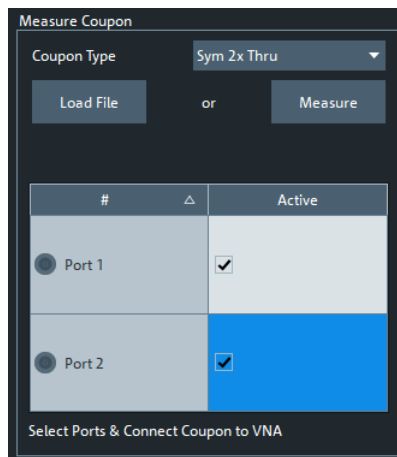 Measure Coupon
Coupon Type Sym 2x Thru
Load File or Measure
# Active
Port 1
Port 2
Select Ports & Connect Coupon to VNA